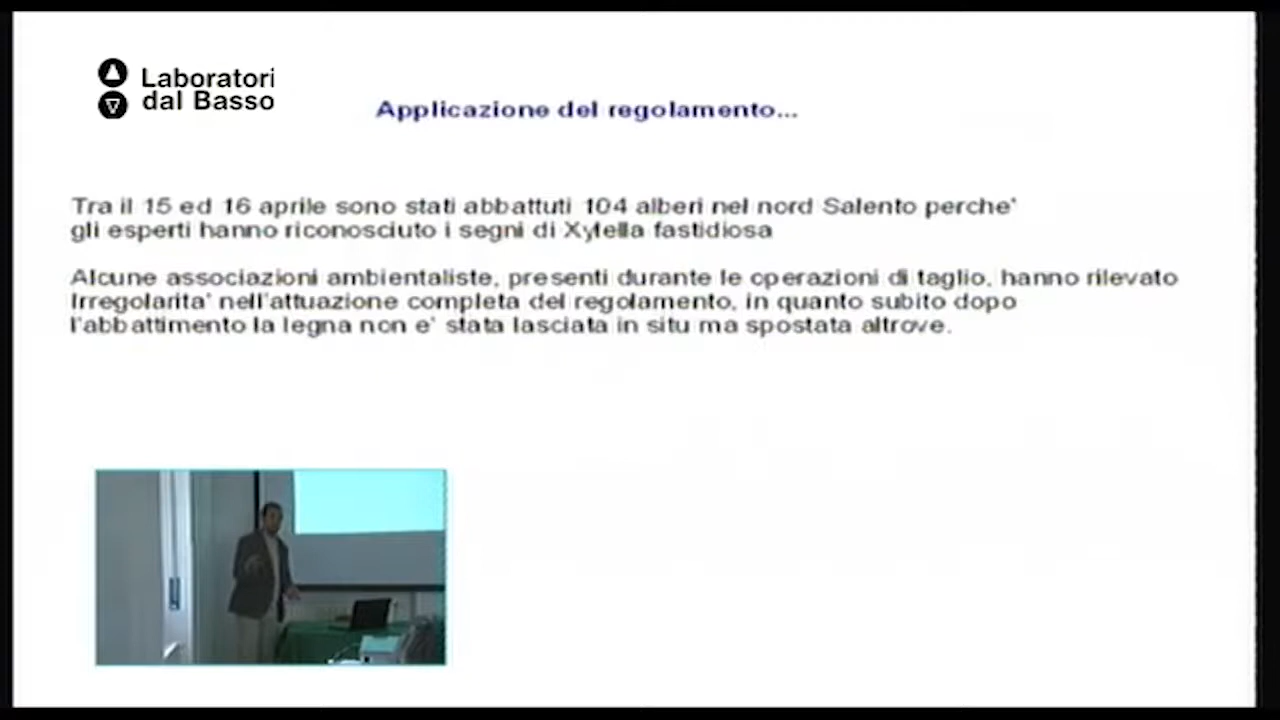 Laboratori
dal Basso
Applicazione del regolamento...
Tra il 15 ed 16 aprile sono stati abbattuti 104 alberi nel nord Salento perche'
gli esperti hanno riconosciuto i segni di Xylella fastidiosa
Alcune associazioni ambientaliste, presenti durante le operazioni di taglio, hanno rilevato
Irregolarita' nell'attuazione completa del regolamento, in quanto subito dopo
l'abbattimento la legna non e' stata lasciata in situ ma spostata altrove.